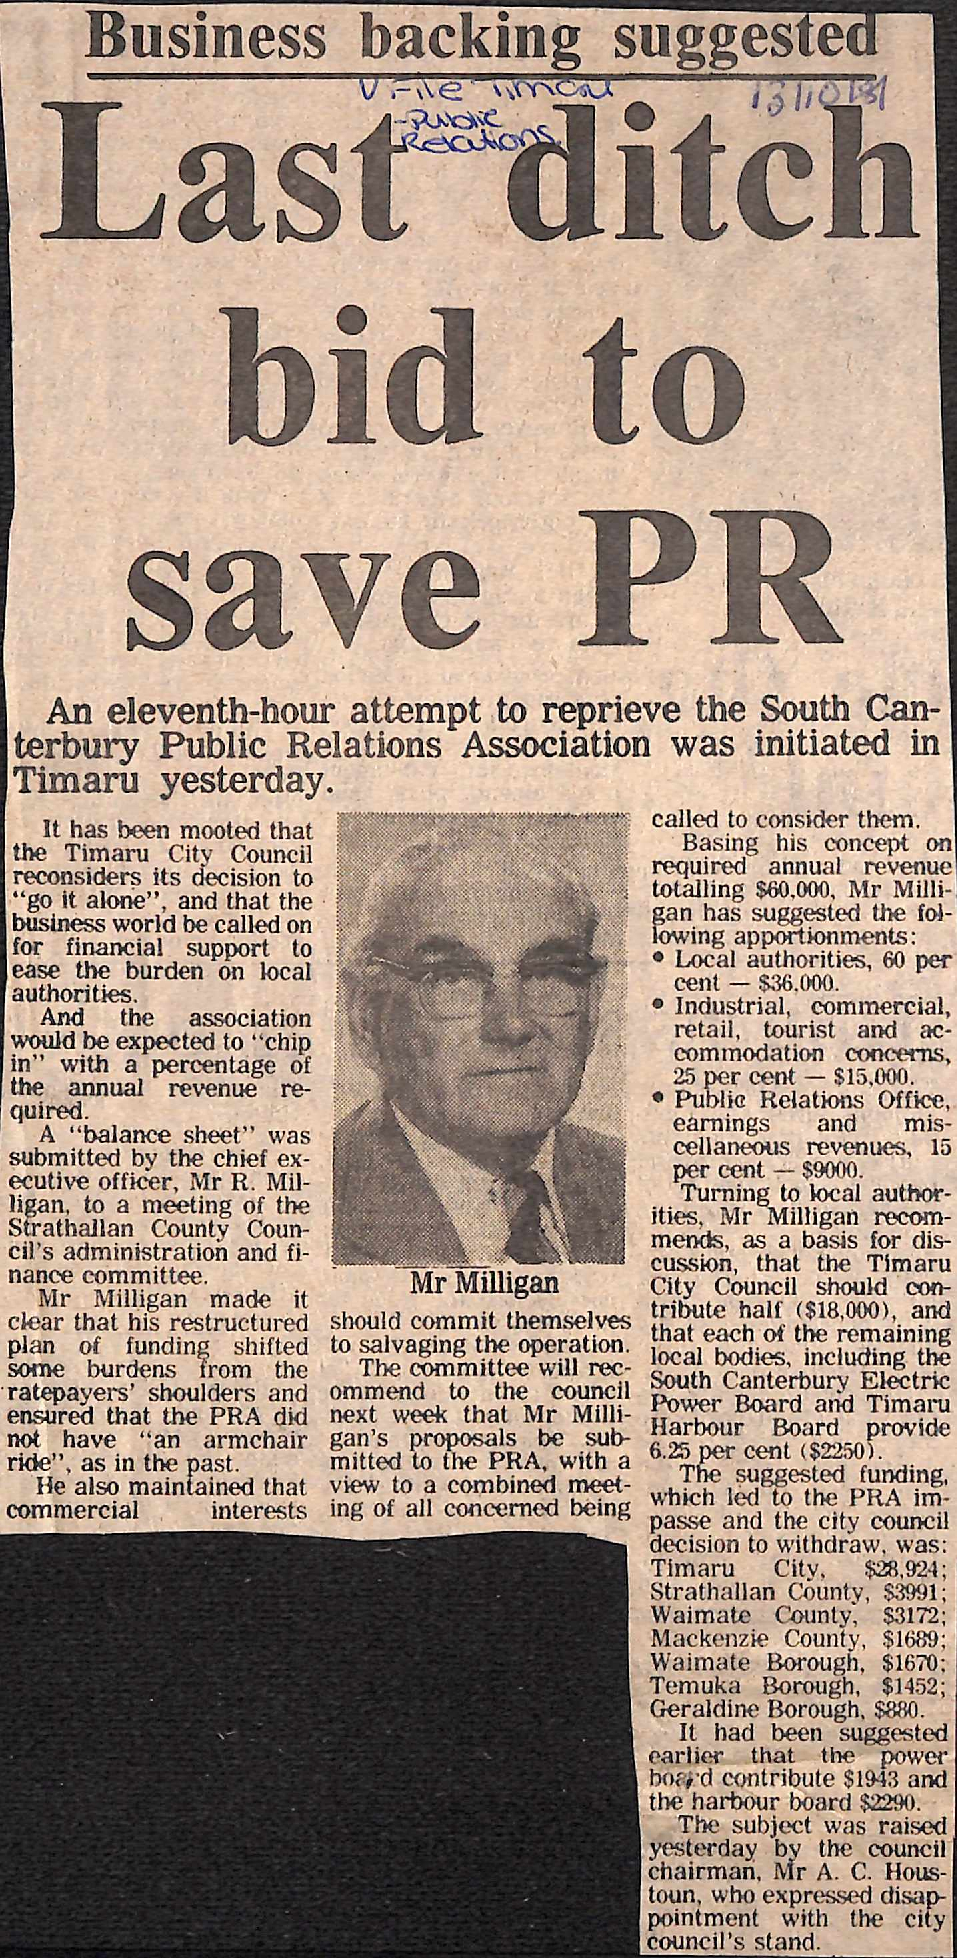 Business backing suggested
V File Timaru
13/10/81
- Public
Relations
Last ditch
bid to
save PR
An eleventh-hour attempt to reprieve the South Can-
terbury Public Relations Association was initiated in
Timaru yesterday.
It has been mooted that
the Timaru City Council
reconsiders its decision to
"go it alone", and that the
business world be called on
for financial support to
ease the burden on local
authorities.
And the association
would be expected to "chip
in" with a percentage of
the annual revenue re-
quired.
A "balance sheet" was
submitted by the chief ex-
ecutive officer, Mr R. Mil-
ligan, to a meeting of the
Strathallan County Coun-
cil's administration and fi-
nance committee.
Mr Milligan made it
clear that his restructured
plan of funding shifted
some burdens from the
ratepayers' shoulders and
ensured that the PRA did
not have "an armchair
ride", as in the past.
He also maintained that
commercial interests
Mr Milligan
should commit themselves
to salvaging the operation.
The committee will rec-
ommend to the council
next week that Mr Milli-
gan's proposals be sub-
mitted to the PRA, with a
view to a combined meet-
ing of all concerned being
called to consider them.
Basing his concept on
required annual revenue
totalling $60,000, Mr Milli-
gan has suggested the fol-
lowing apportionments:
• Local authorities, 60 per
cent — $36,000.
• Industrial, commercial,
retail, tourist and ac-
commodation concerns,
25 per cent — $15,000.
• Public Relations Office,
earnings and mis-
cellaneous revenues, 15
per cent — $9000.
Turning to local author-
ities, Mr Milligan recom-
mends, as a basis for dis-
cussion, that the Timaru
City Council should con-
tribute half ($18,000), and
that each of the remaining
local bodies, including the
South Canterbury Electric
Power Board and Timaru
Harbour Board provide
6.25 per cent ($2250).
The suggested funding,
which led to the PRA im-
passe and the city council
decision to withdraw, was:
Timaru City, $28,924;
Strathallan County, $3991;
Waimate County, $3172;
Mackenzie County, $1689;
Waimate Borough, $1670;
Temuka Borough, $1452;
Geraldine Borough, $880.
It had been suggested
earlier that the power
board contribute $1943 and
the harbour board $2290.
The subject was raised
yesterday by the council
chairman, Mr A. C. Hous-
toun, who expressed disap-
pointment with the city
council's stand.